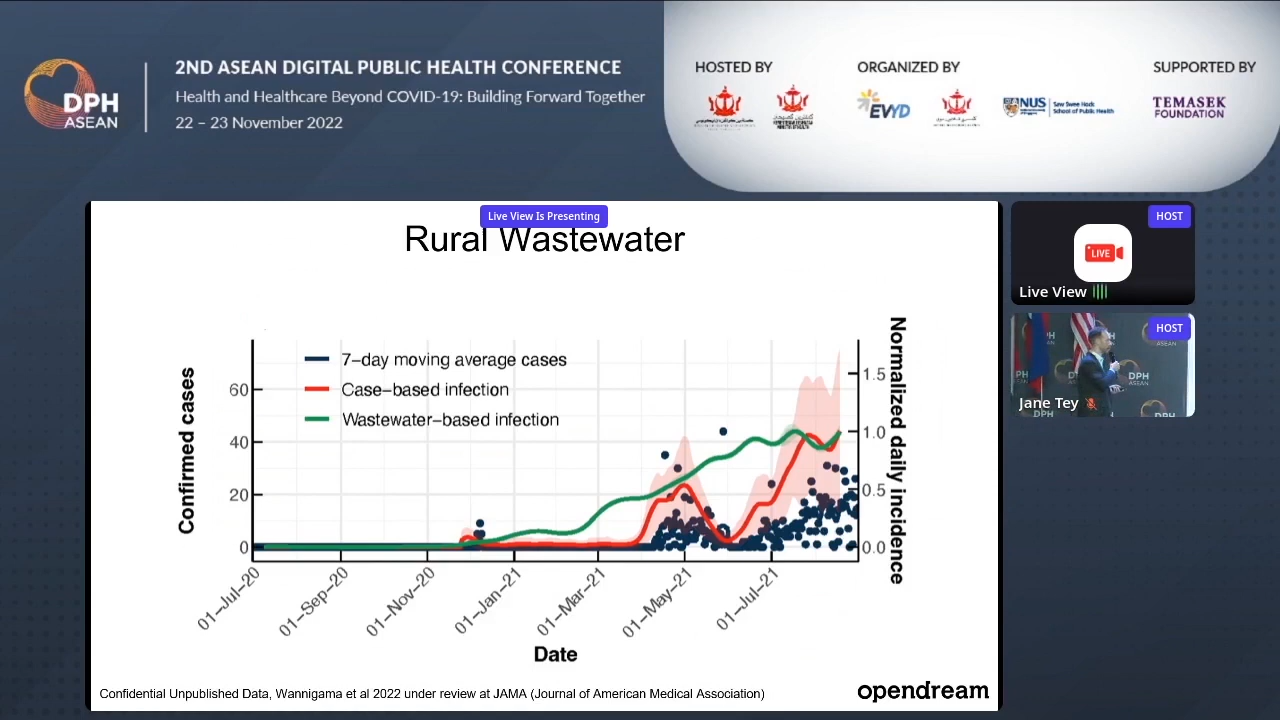 DPH
ASEAN
2ND ASEAN DIGITAL PUBLIC HEALTH CONFERENCE
Health and Healthcare Beyond COVID-19: Building Forward Together
22 – 23 November 2022
HOSTED BY
ORGANIZED BY
SUPPORTED BY
EVYD
NUS
Saw Swee Hock
School of Public Health
TEMASEK
FOUNDATION
Live View Is Presenting
Rural Wastewater
7–day moving average cases
Case–based infection
Wastewater–based infection
Confirmed cases
60
40
20
0
Normalized daily incidence
1.5
1.0
0.5
0.0
01–Jul–20
01–Sep–20
01–Nov–20
01–Jan–21
01–Mar–21
01–May–21
01–Jul–21
Date
Confidential Unpublished Data, Wannigama et al 2022 under review at JAMA (Journal of American Medical Association)
opendream
HOST
LIVE
Live View
HOST
DPH
ASEAN
Jane Tey